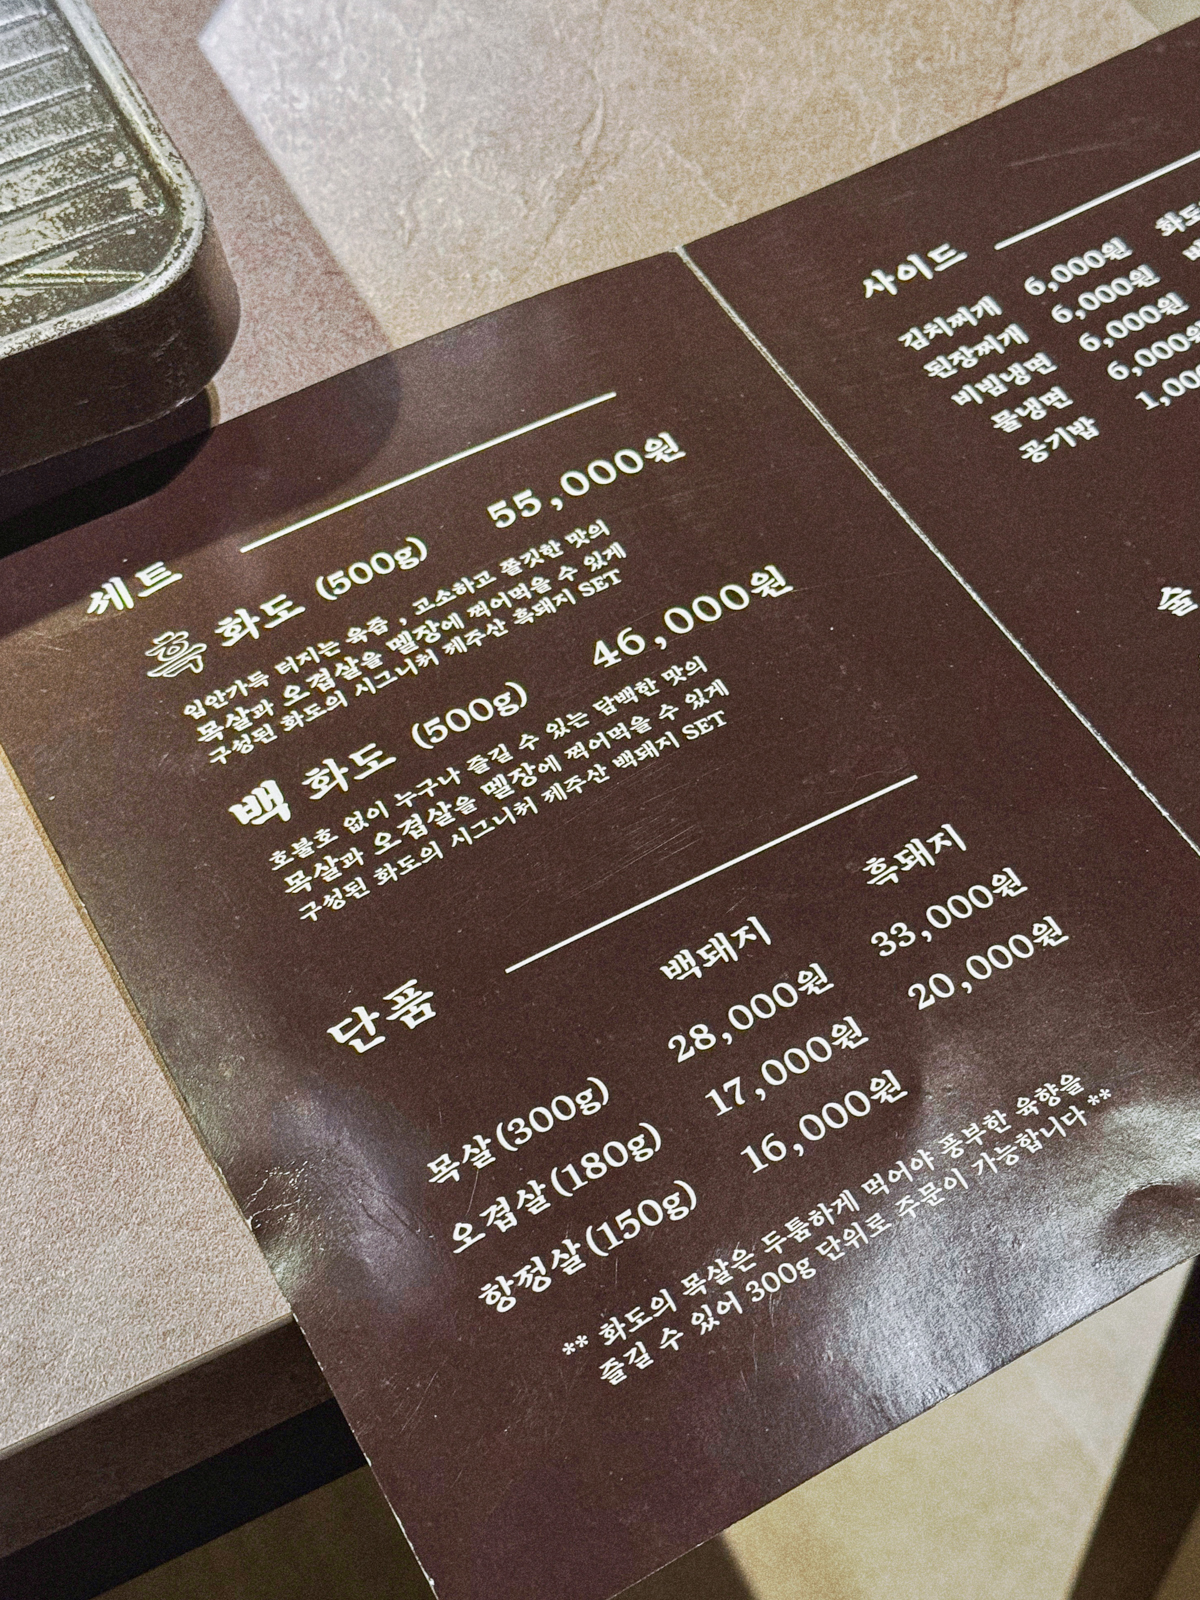 세트
흑 화도 (500g) 55,000원
입안가득 터지는 육즙, 고소하고 쫄깃한 맛의
목살과 오겹살을 멜장에 찍어먹을 수 있게
구성된 화도의 시그니처 제주산 흑돼지 SET
백 화도 (500g) 46,000원
호불호 없이 누구나 즐길 수 있는 담백한 맛의
목살과 오겹살을 멜장에 찍어먹을 수 있게
구성된 화도의 시그니처 제주산 백돼지 SET
단품
백돼지 흑돼지
목살(300g) 28,000원 33,000원
오겹살(180g) 17,000원 20,000원
항정살(150g) 16,000원
** 화도의 목살은 두툼하게 먹어야 풍부한 육향을
즐길 수 있어 300g 단위로 주문이 가능합니다 **
사이드
김치찌개 6,000원 화도
된장찌개 6,000원
비빔냉면 6,000원
물냉면 6,000원
공기밥 1,000
술